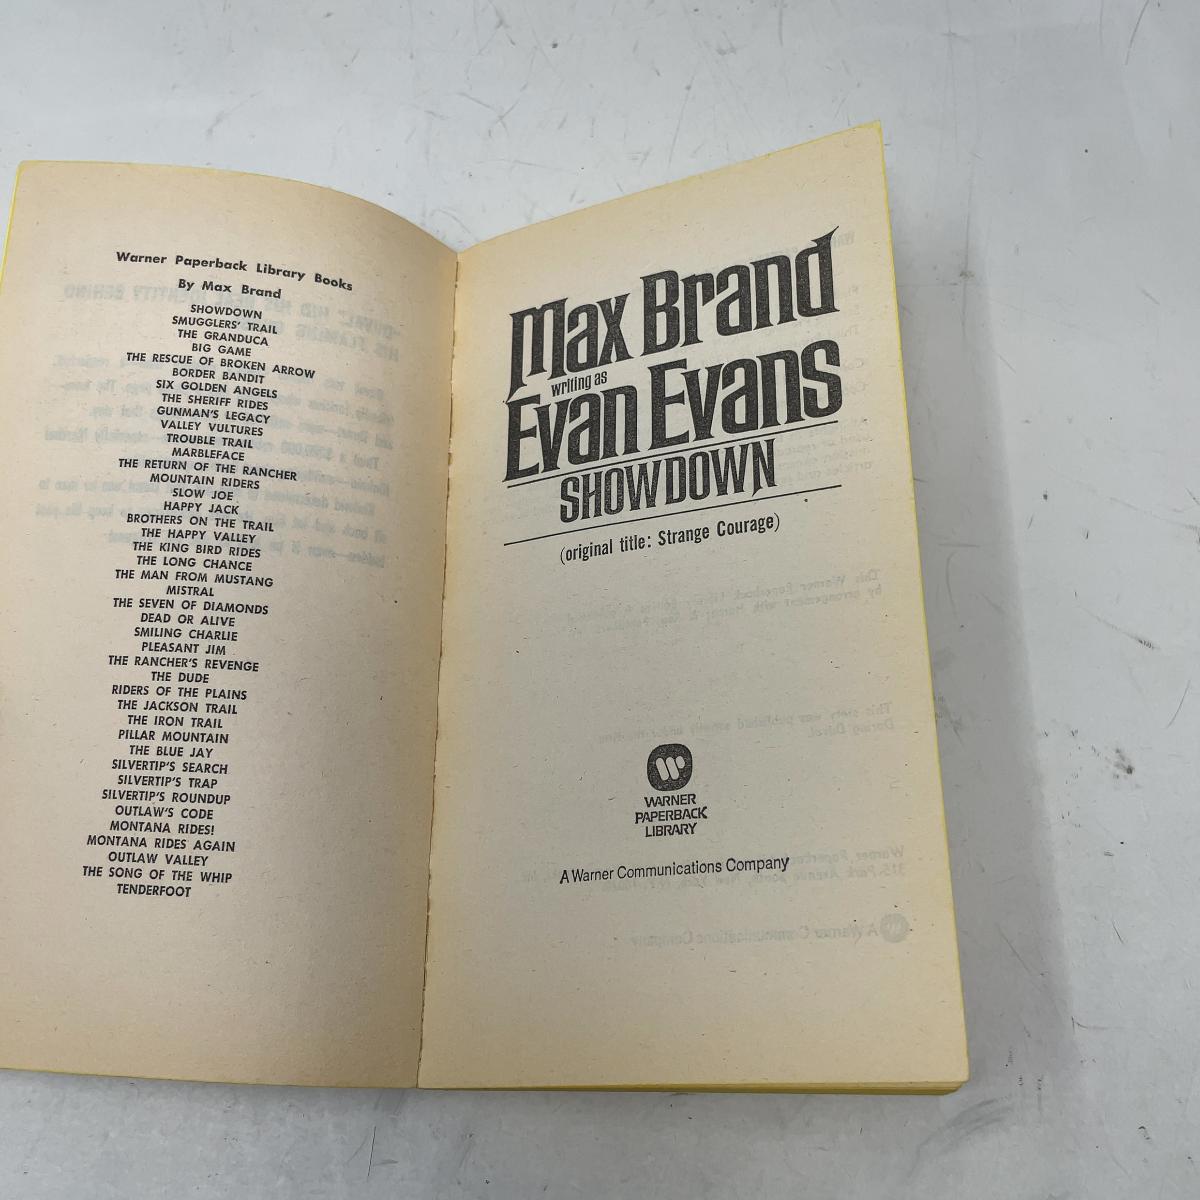 Warner Paperback Library Books
By Max Brand
SHOWDOWN
SMUGGLERS' TRAIL
THE GRANDUCA
BIG GAME
THE RESCUE OF BROKEN ARROW
BORDER BANDIT
SIX GOLDEN ANGELS
THE SHERIFF RIDES
GUNMAN'S LEGACY
VALLEY VULTURES
TROUBLE TRAIL
MARBLEFACE
THE RETURN OF THE RANCHER
MOUNTAIN RIDERS
SLOW JOE
HAPPY JACK
BROTHERS ON THE TRAIL
THE HAPPY VALLEY
THE KING BIRD RIDES
THE LONG CHANCE
THE MAN FROM MUSTANG
MISTRAL
THE SEVEN OF DIAMONDS
DEAD OR ALIVE
SMILING CHARLIE
PLEASANT JIM
THE RANCHER'S REVENGE
THE DUDE
RIDERS OF THE PLAINS
THE JACKSON TRAIL
THE IRON TRAIL
PILLAR MOUNTAIN
THE BLUE JAY
SILVERTIP'S SEARCH
SILVERTIP'S TRAP
SILVERTIP'S ROUNDUP
OUTLAW'S CODE
MONTANA RIDES!
MONTANA RIDES AGAIN
OUTLAW VALLEY
THE SONG OF THE WHIP
TENDERFOOT
Max Brand
writing as
Evan Evans
SHOWDOWN
(original title: Strange Courage)
WARNER
PAPERBACK
LIBRARY
A Warner Communications Company